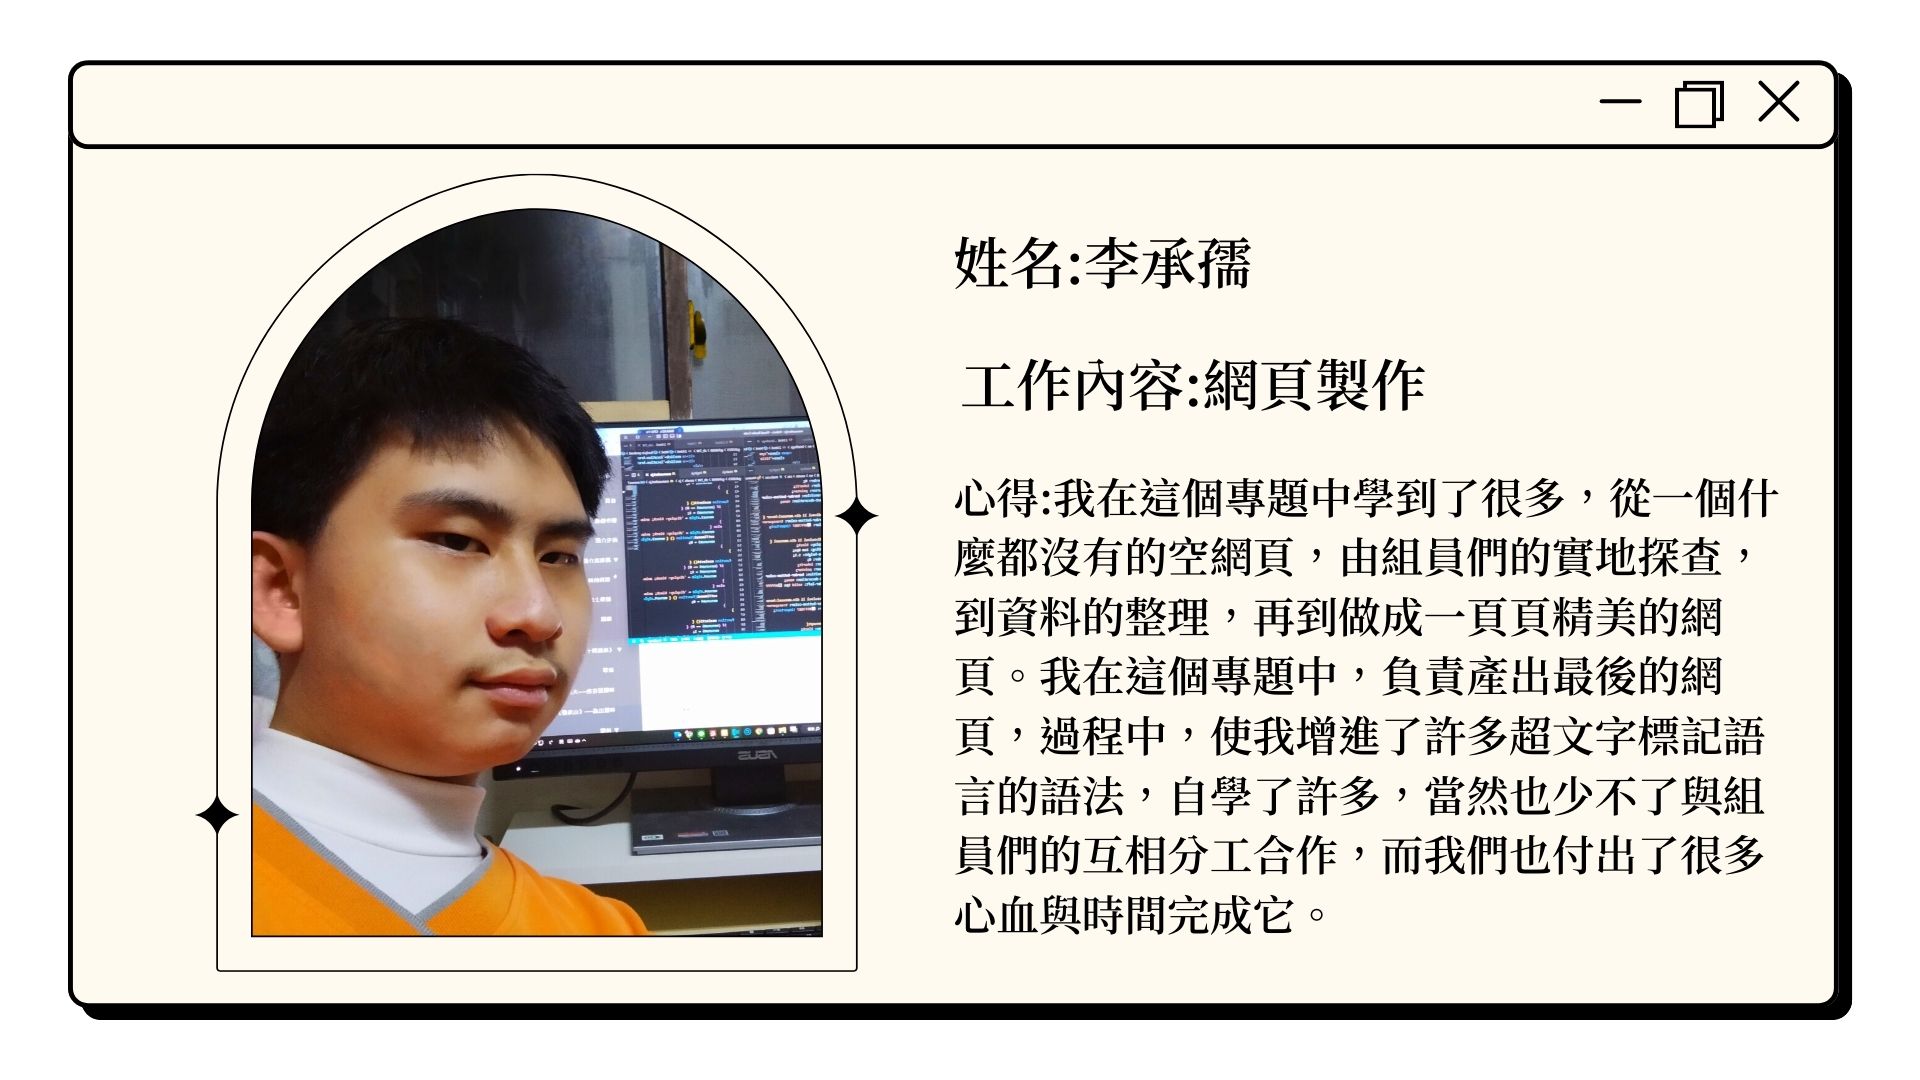 姓名:李承孺
工作內容:網頁製作
心得:我在這個專題中學到了很多，從一個什
麼都沒有的空網頁，由組員們的實地探查，
到資料的整理，再到做成一頁頁精美的網
頁。我在這個專題中，負責產出最後的網
頁，過程中，使我增進了許多超文字標記語
言的語法，自學了許多，當然也少不了與組
員們的互相分工合作，而我們也付出了很多
心血與時間完成它。